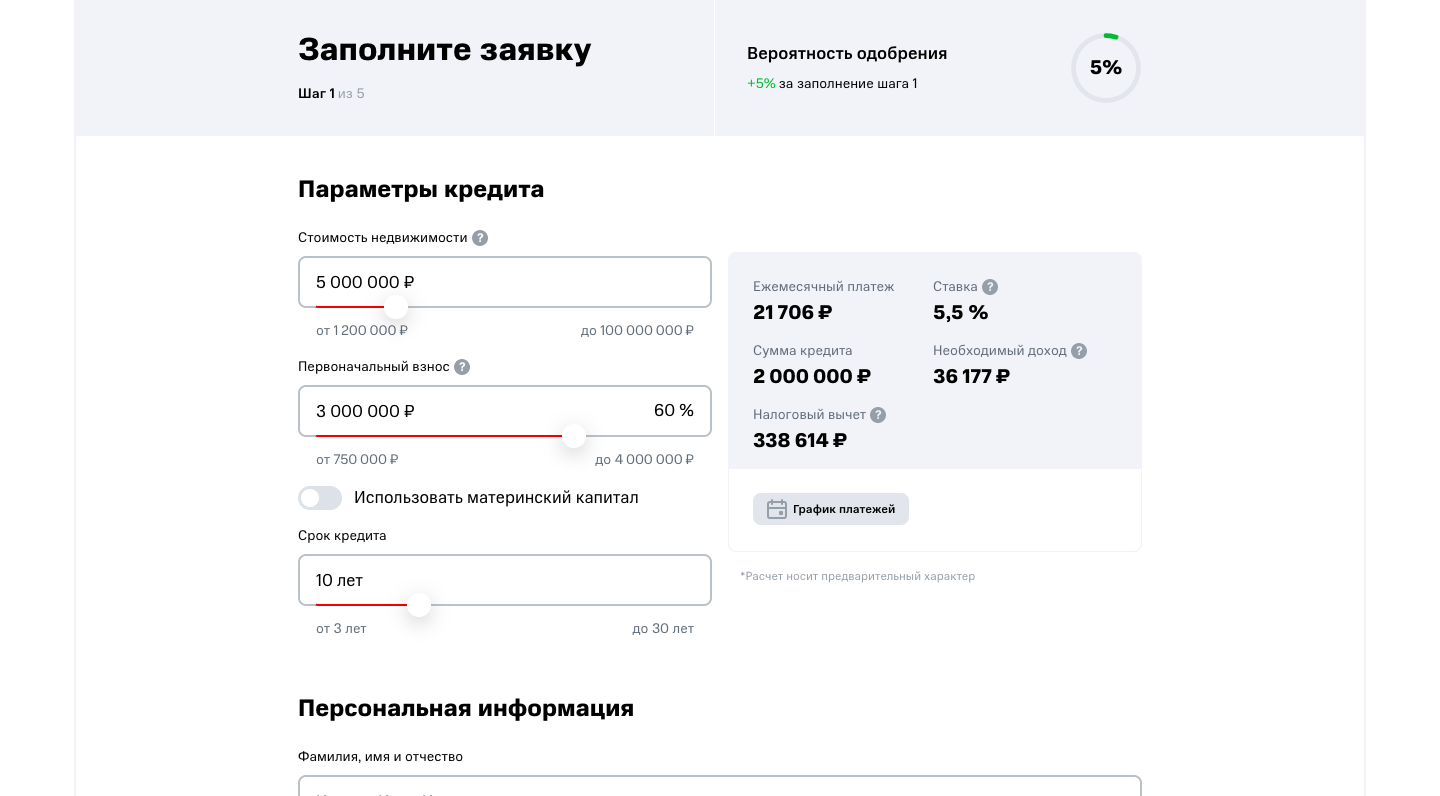 Заполните заявку
Шаг 1 из 5
Вероятность одобрения
+5% за заполнение шага 1
5%
Параметры кредита
Стоимость недвижимости ?
5 000 000 ₽
от 1 200 000 ₽ до 100 000 000 ₽
Первоначальный взнос ?
3 000 000 ₽ 60 %
от 750 000 ₽ до 4 000 000 ₽
Использовать материнский капитал
Срок кредита
10 лет
от 3 лет до 30 лет
Ежемесячный платеж Ставка ?
21 706 ₽ 5,5 %
Сумма кредита Необходимый доход ?
2 000 000 ₽ 36 177 ₽
Налоговый вычет ?
338 614 ₽
График платежей
*Расчет носит предварительный характер
Персональная информация
Фамилия, имя и отчество